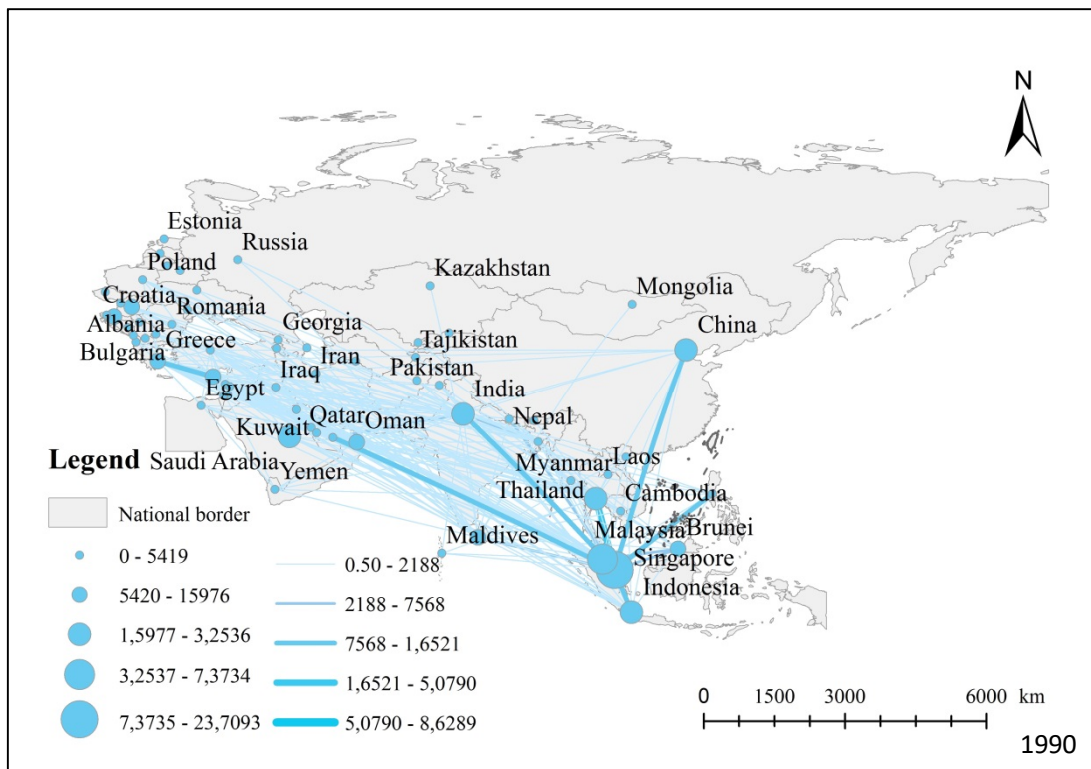 N
Estonia
Russia
Poland
Kazakhstan
Mongolia
Croatia
Romania
China
Albania
Georgia
Greece
Tajikistan
Bulgaria
Iran
Iraq
Pakistan
India
Egypt
Qatar
Oman
Nepal
Kuwait
Legend
Saudi Arabia
Yemen
Myanmar
Laos
Thailand
Cambodia
National border
Maldives
Malaysia
Brunei
Singapore
Indonesia
0 - 5419
5420 - 15976
1,5977 - 3,2536
3,2537 - 7,3734
7,3735 - 23,7093
0.50 - 2188
2188 - 7568
7568 - 1,6521
1,6521 - 5,0790
5,0790 - 8,6289
0 1500 3000 6000 km
1990